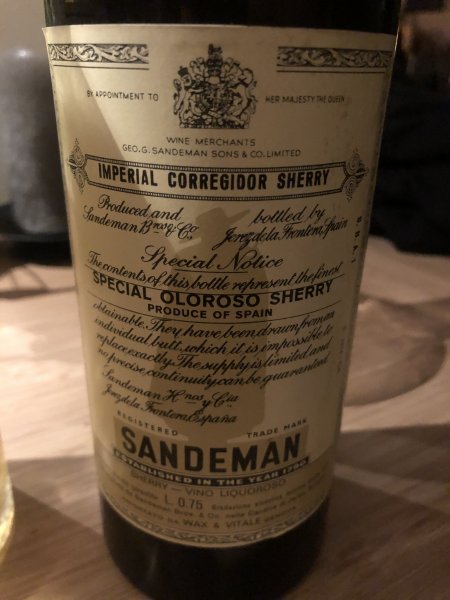 BY APPOINTMENT TO HER MAJESTY THE QUEEN
WINE MERCHANTS
GEO. G. SANDEMAN SONS & CO. LIMITED
IMPERIAL CORREGIDOR SHERRY
Produced and bottled by
Sandeman Bros & Co Jerez de la Frontera, Spain
Special Notice
The contents of this bottle represent the finest
SPECIAL OLOROSO SHERRY
PRODUCE OF SPAIN
obtainable. They have been drawn from an
individual butt which it is impossible to
replace exactly. The supply is limited and
no precise continuity can be guaranteed
Sandeman Hnos y Cia
Jerez de la Frontera España
REGISTERED TRADE MARK
SANDEMAN
ESTABLISHED IN THE YEAR 1790
SHERRY - VINO LIQUOROSO
L. 0,75
Sandeman Bros. & Co. nelle
WAX & VITALE